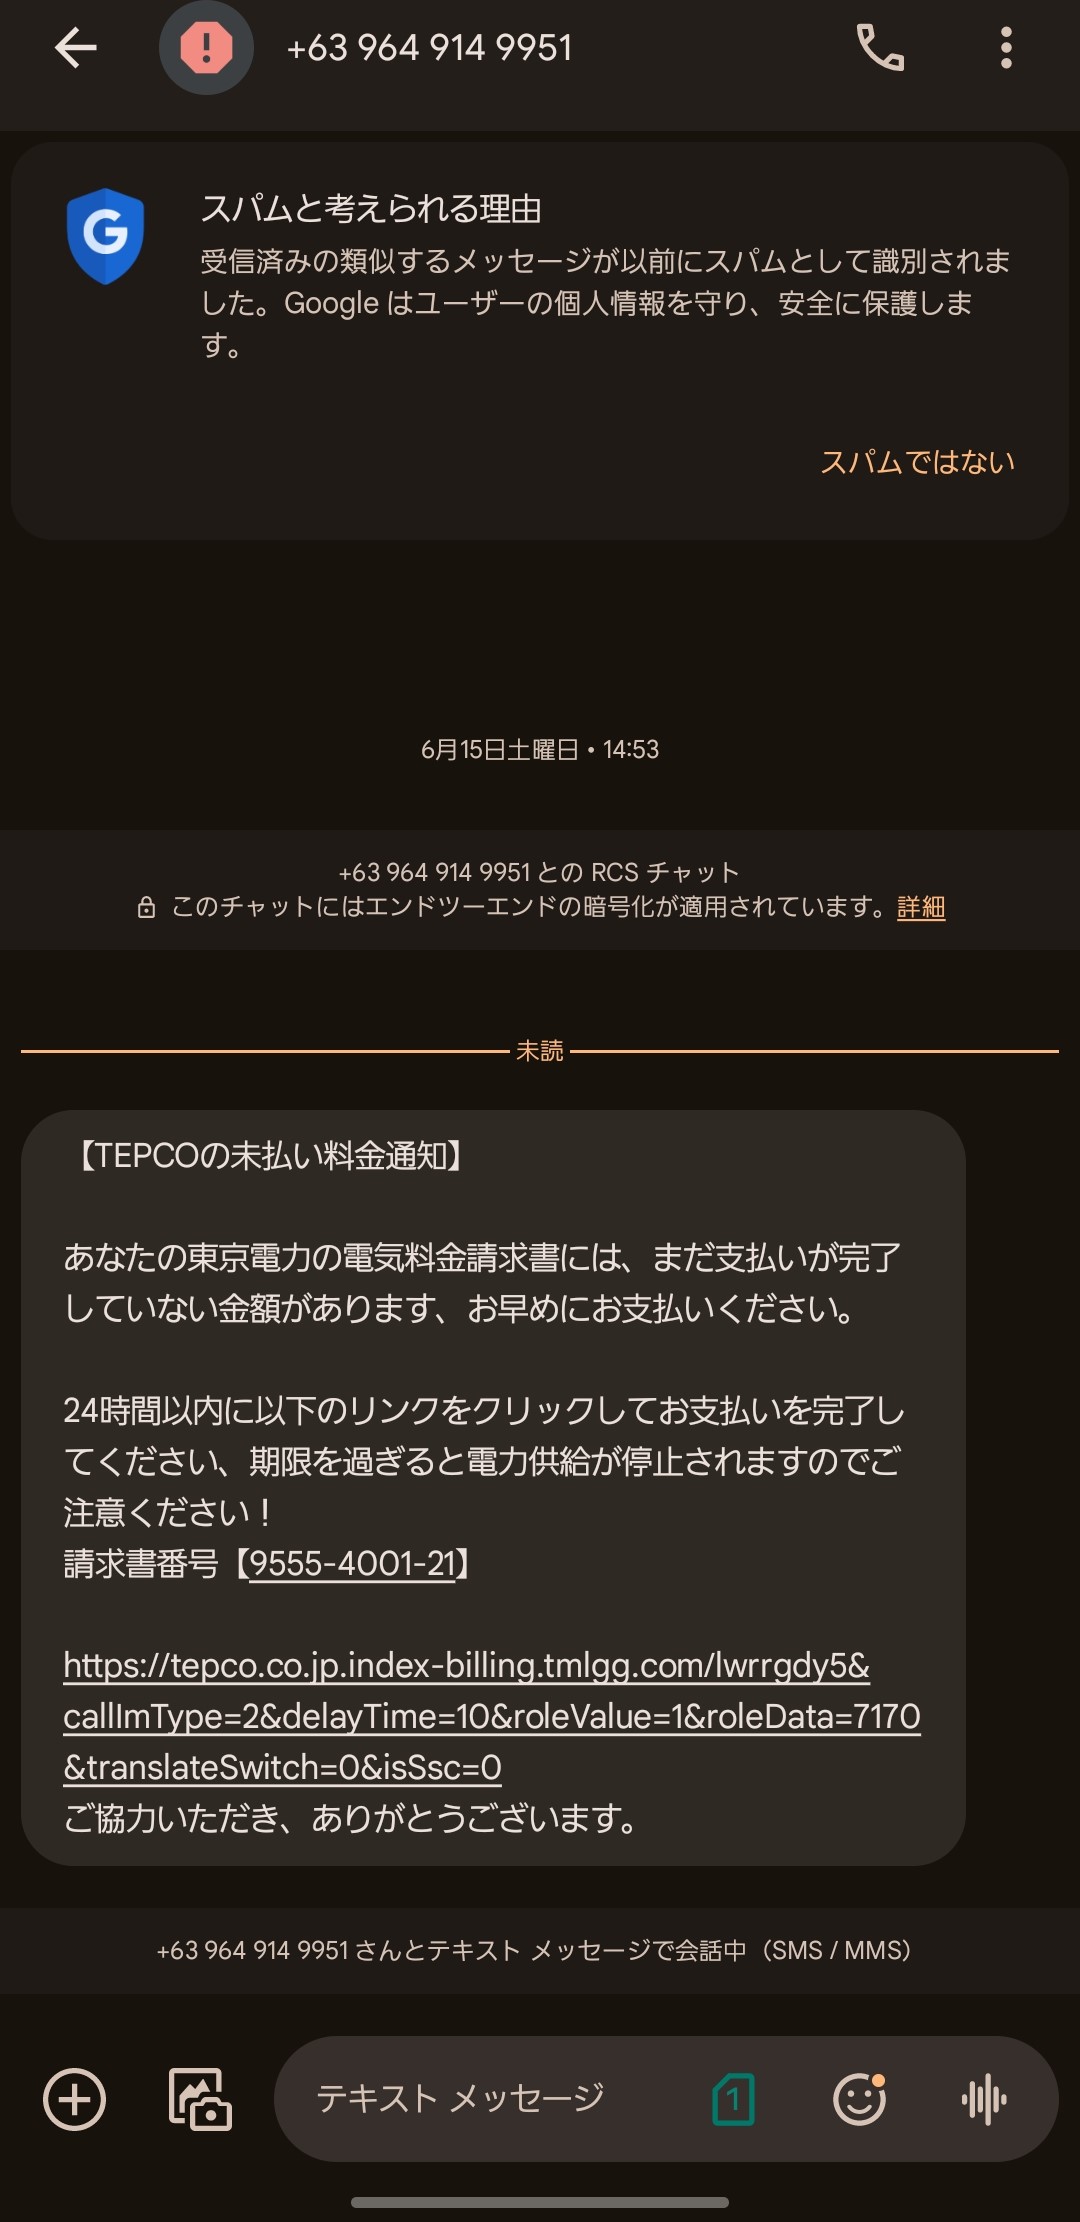 +63 964 914 9951
スパムと考えられる理由
受信済みの類似するメッセージが以前にスパムとして識別されま
した。Google はユーザーの個人情報を守り、安全に保護しま
す。
スパムではない
6月15日土曜日 • 14:53
+63 964 914 9951 との RCS チャット
このチャットにはエンドツーエンドの暗号化が適用されています。詳細
未読
【TEPCOの未払い料金通知】
あなたの東京電力の電気料金請求書には、まだ支払いが完了
していない金額があります、お早めにお支払いください。
24時間以内に以下のリンクをクリックしてお支払いを完了し
てください、期限を過ぎると電力供給が停止されますのでご
注意ください！
請求書番号【9555-4001-21】
https://tepco.co.jp.index-billing.tmlgg.com/lwrrgdy5&
callImType=2&delayTime=10&roleValue=1&roleData=7170
&translateSwitch=0&isSsc=0
ご協力いただき、ありがとうございます。
+63 964 914 9951 さんとテキスト メッセージで会話中（SMS / MMS）
テキスト メッセージ
1